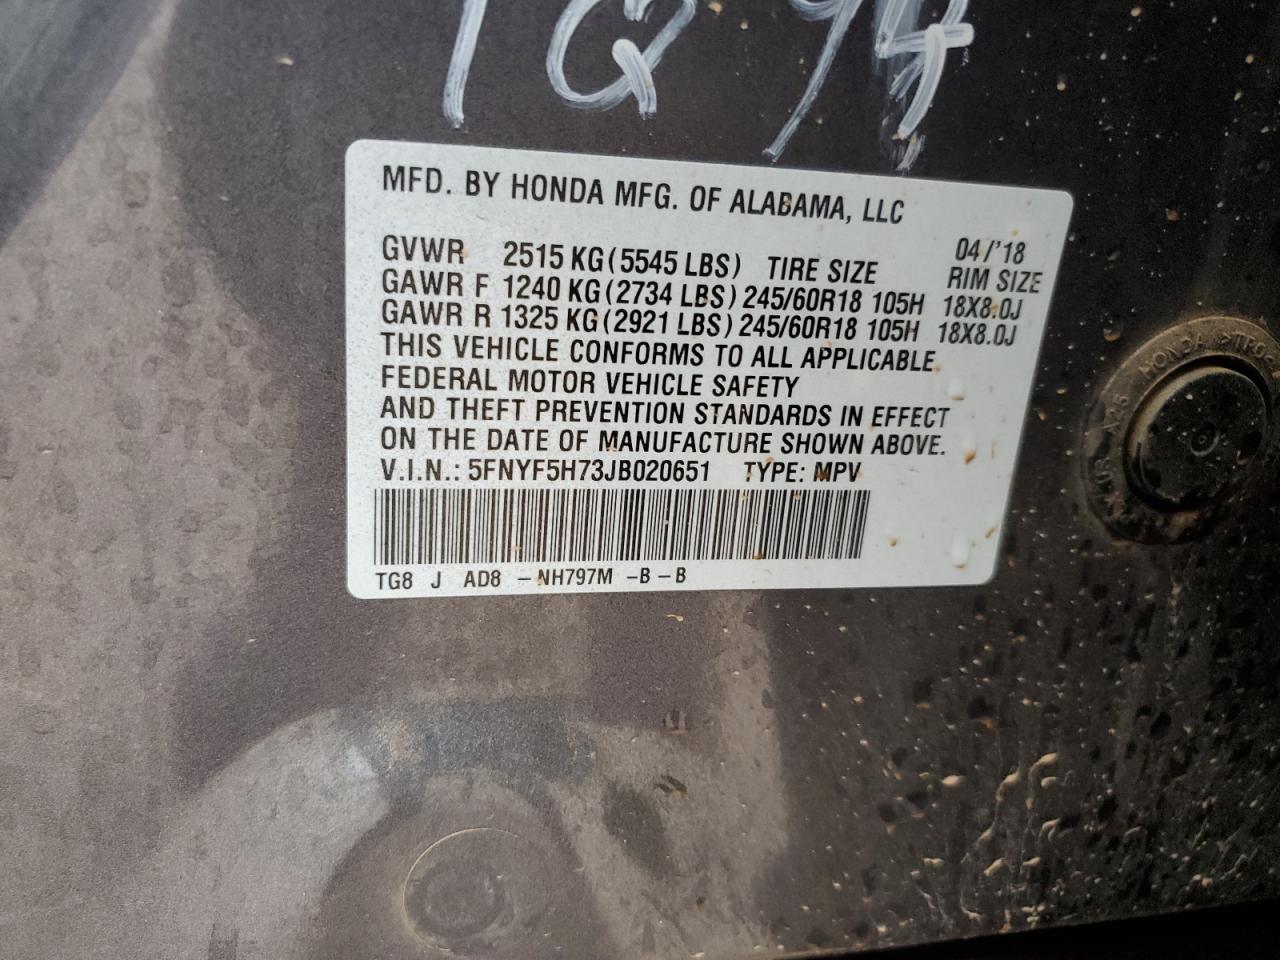 1Q94
MFD. BY HONDA MFG. OF ALABAMA, LLC
04/'18
GVWR 2515 KG (5545 LBS) TIRE SIZE RIM SIZE
GAWR F 1240 KG (2734 LBS) 245/60R18 105H 18X8.0J
GAWR R 1325 KG (2921 LBS) 245/60R18 105H 18X8.0J
THIS VEHICLE CONFORMS TO ALL APPLICABLE
FEDERAL MOTOR VEHICLE SAFETY
AND THEFT PREVENTION STANDARDS IN EFFECT
ON THE DATE OF MANUFACTURE SHOWN ABOVE.
V.I.N.: 5FNYF5H73JB020651 TYPE: MPV
TG8 J AD8 -NH797M -B-B
HONDA